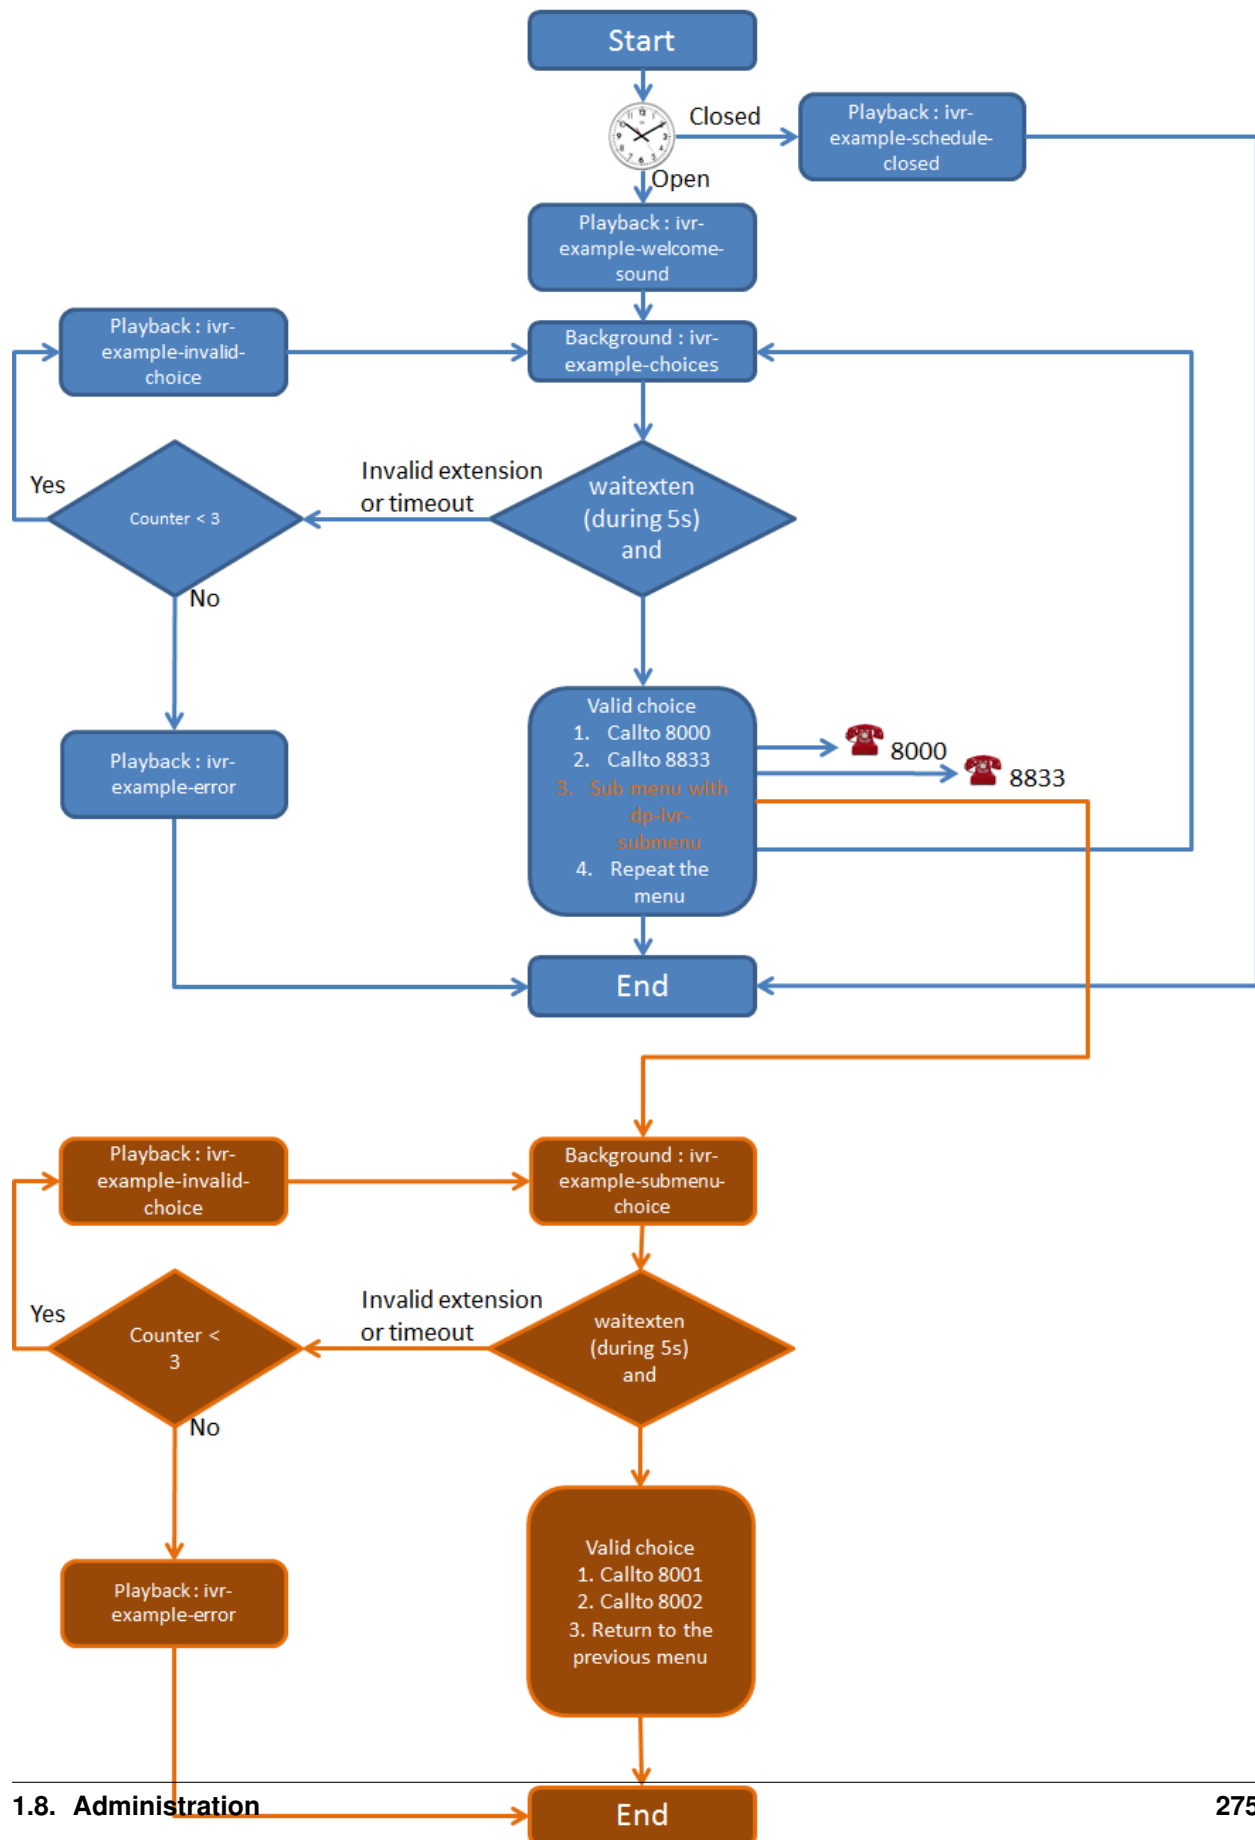 Start
Closed
Playback : ivr-
example-schedule-
closed
Open
Playback : ivr-
example-welcome-
sound
Playback : ivr-
example-invalid-
choice
Background : ivr-
example-choices
Yes
Counter < 3
Invalid extension
or timeout
waitexten
(during 5s)
and
No
Playback : ivr-
example-error
Valid choice
1. Callto 8000
2. Callto 8833
3. Sub menu with
dp-ivr-
submenu
4. Repeat the
menu
8000
8833
End
Playback : ivr-
example-invalid-
choice
Background : ivr-
example-submenu-
choice
Yes
Counter <
3
Invalid extension
or timeout
waitexten
(during 5s)
and
No
Playback : ivr-
example-error
Valid choice
1. Callto 8001
2. Callto 8002
3. Return to the
previous menu
End
1.8. Administration
275